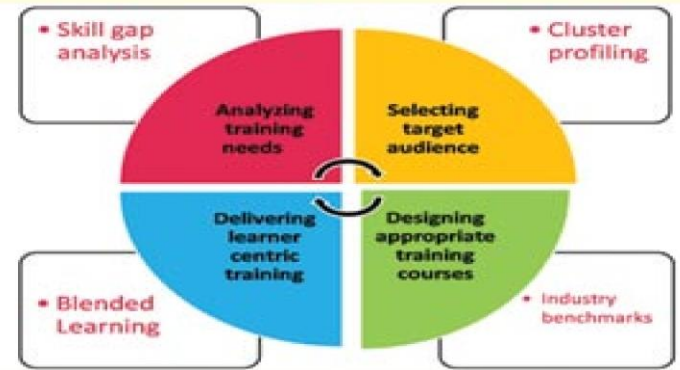 • Skill gap
analysis
• Cluster
profiling
Analyzing
training
needs
Selecting
target
audience
Delivering
learner
centric
training
Designing
appropriate
training
courses
• Blended
Learning
• Industry
benchmarks